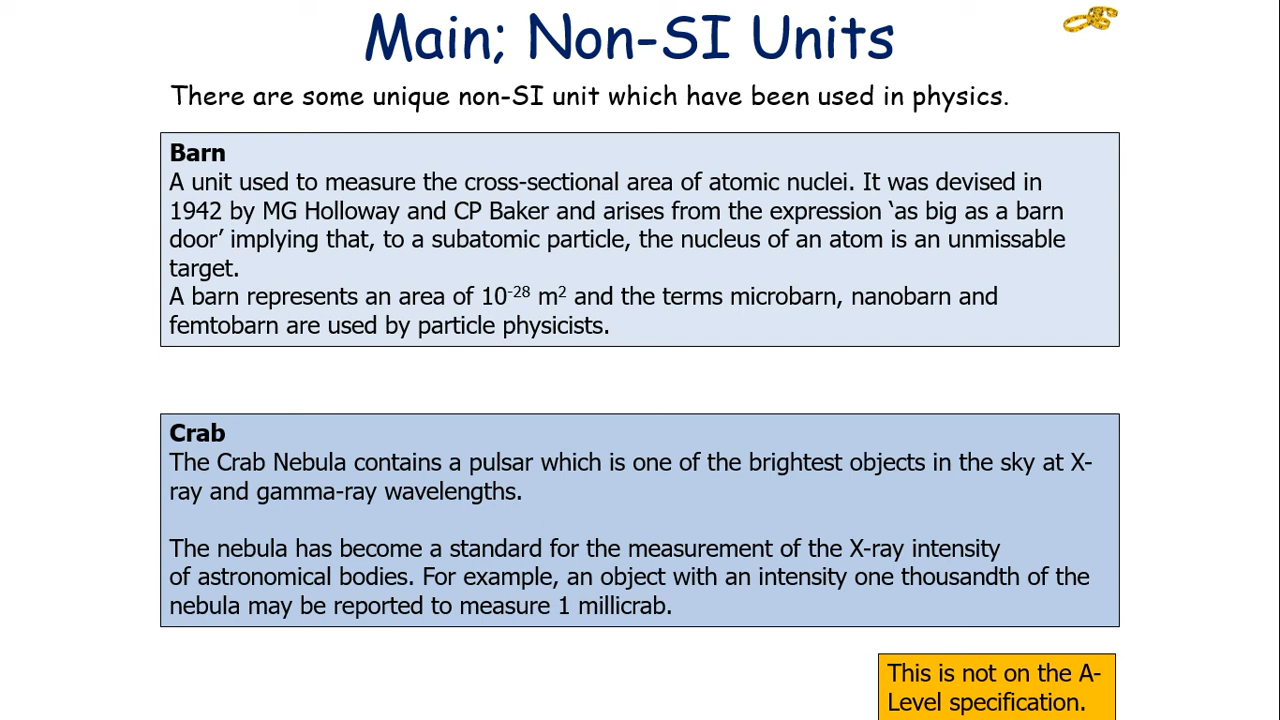 Main; Non-SI Units
There are some unique non-SI unit which have been used in physics.
Barn
A unit used to measure the cross-sectional area of atomic nuclei. It was devised in
1942 by MG Holloway and CP Baker and arises from the expression ‘as big as a barn
door’ implying that, to a subatomic particle, the nucleus of an atom is an unmissable
target.
A barn represents an area of 10⁻²⁸ m² and the terms microbarn, nanobarn and
femtobarn are used by particle physicists.
Crab
The Crab Nebula contains a pulsar which is one of the brightest objects in the sky at X-
ray and gamma-ray wavelengths.
The nebula has become a standard for the measurement of the X-ray intensity
of astronomical bodies. For example, an object with an intensity one thousandth of the
nebula may be reported to measure 1 millicrab.
This is not on the A-
Level specification.